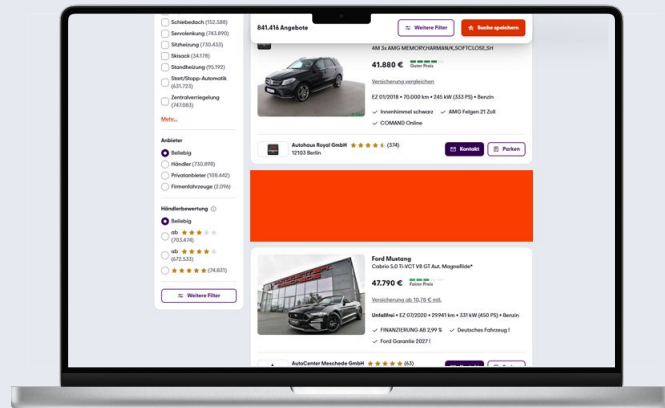 Schiebedach (152.588)
Servolenkung (743.890)
Sitzheizung (730.433)
Skisack (34.178)
Standheizung (95.192)
Start/Stopp-Automatik
(631.723)
Zentralverriegelung
(747.083)
Mehr...
Anbieter
Beliebig
Händler (730.898)
Privatanbieter (108.442)
Firmenfahrzeuge (2.096)
Händlerbewertung
Beliebig
ab ★★★★★
(703.474)
ab ★★★★★
(672.533)
★★★★★ (74.831)
Weitere Filter
841.416 Angebote
Weitere Filter
Suche speichern
4M 3x AMG MEMORY,HARMAN/K,SOFTCLOSE,SH
41.880 €
Guter Preis
Versicherung vergleichen
EZ 01/2018 • 70.000 km • 245 kW (333 PS) • Benzin
✓ Innenhimmel schwarz ✓ AMG Felgen 21 Zoll
✓ COMAND Online
Autohaus Royal GmbH ★★★★★ (374)
12103 Berlin
Kontakt
Parken
Ford Mustang
Cabrio 5.0 Ti-VCT V8 GT Aut. MagneRide*
47.790 €
Fairer Preis
Versicherung ab 10,70 € mtl.
Unfallfrei • EZ 07/2020 • 29.941 km • 331 kW (450 PS) • Benzin
✓ FINANZIERUNG AB 2,99 % ✓ Deutsches Fahrzeug !
✓ Ford Garantie 2027 !
AutoCenter Meschede GmbH ★★★★★ (63)